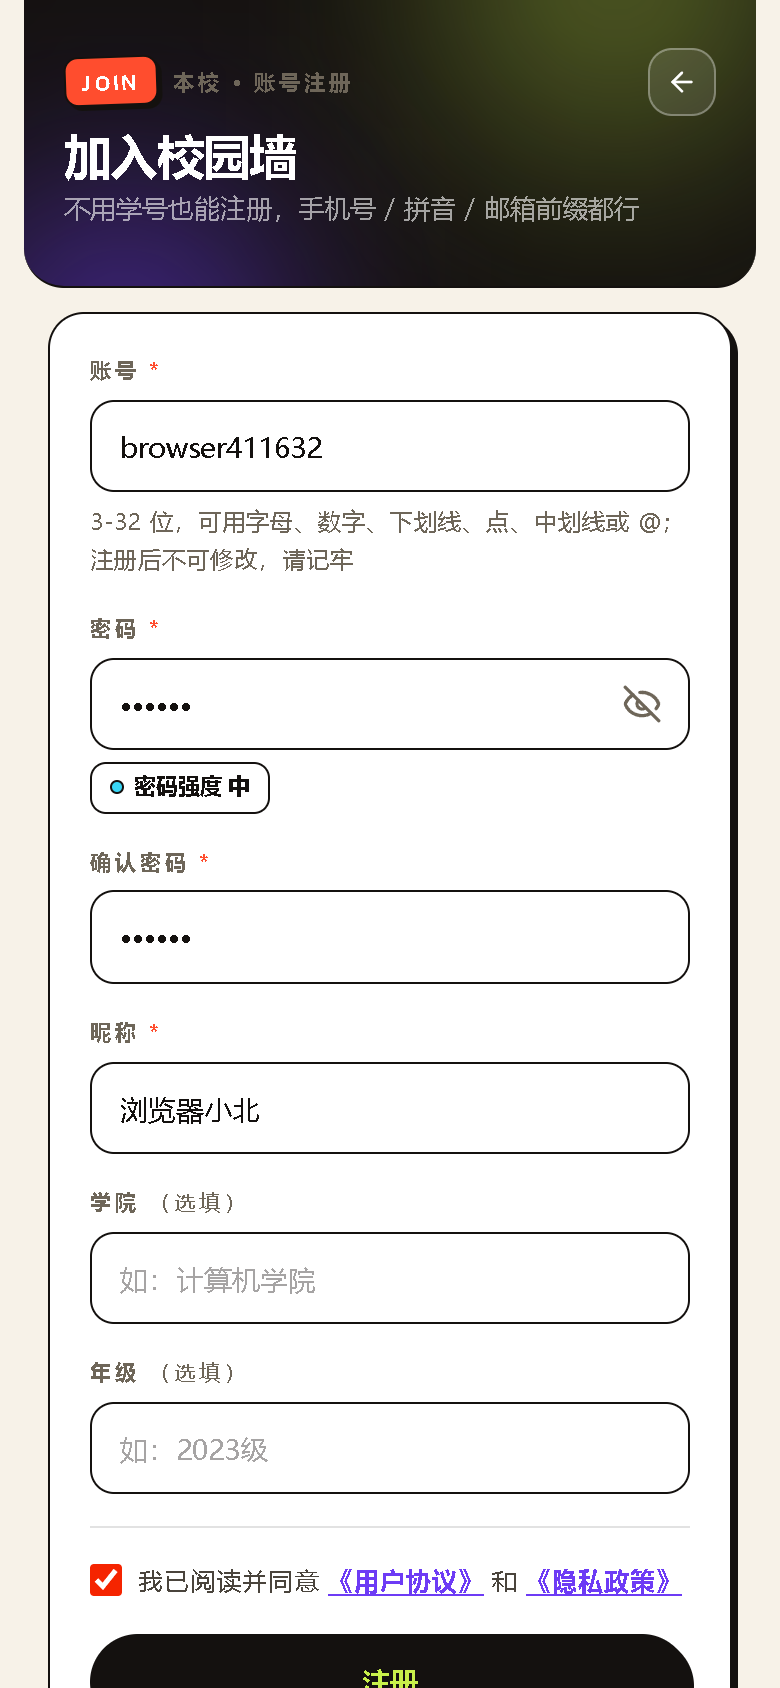 JOIN 本校 • 账号注册
加入校园墙
不用学号也能注册，手机号 / 拼音 / 邮箱前缀都行
账号 *
browser411632
3-32 位，可用字母、数字、下划线、点、中划线或 @；
注册后不可修改，请记牢
密码 *
••••••
密码强度 中
确认密码 *
••••••
昵称 *
浏览器小北
学院 （选填）
如：计算机学院
年级 （选填）
如：2023级
我已阅读并同意 《用户协议》 和 《隐私政策》
注册